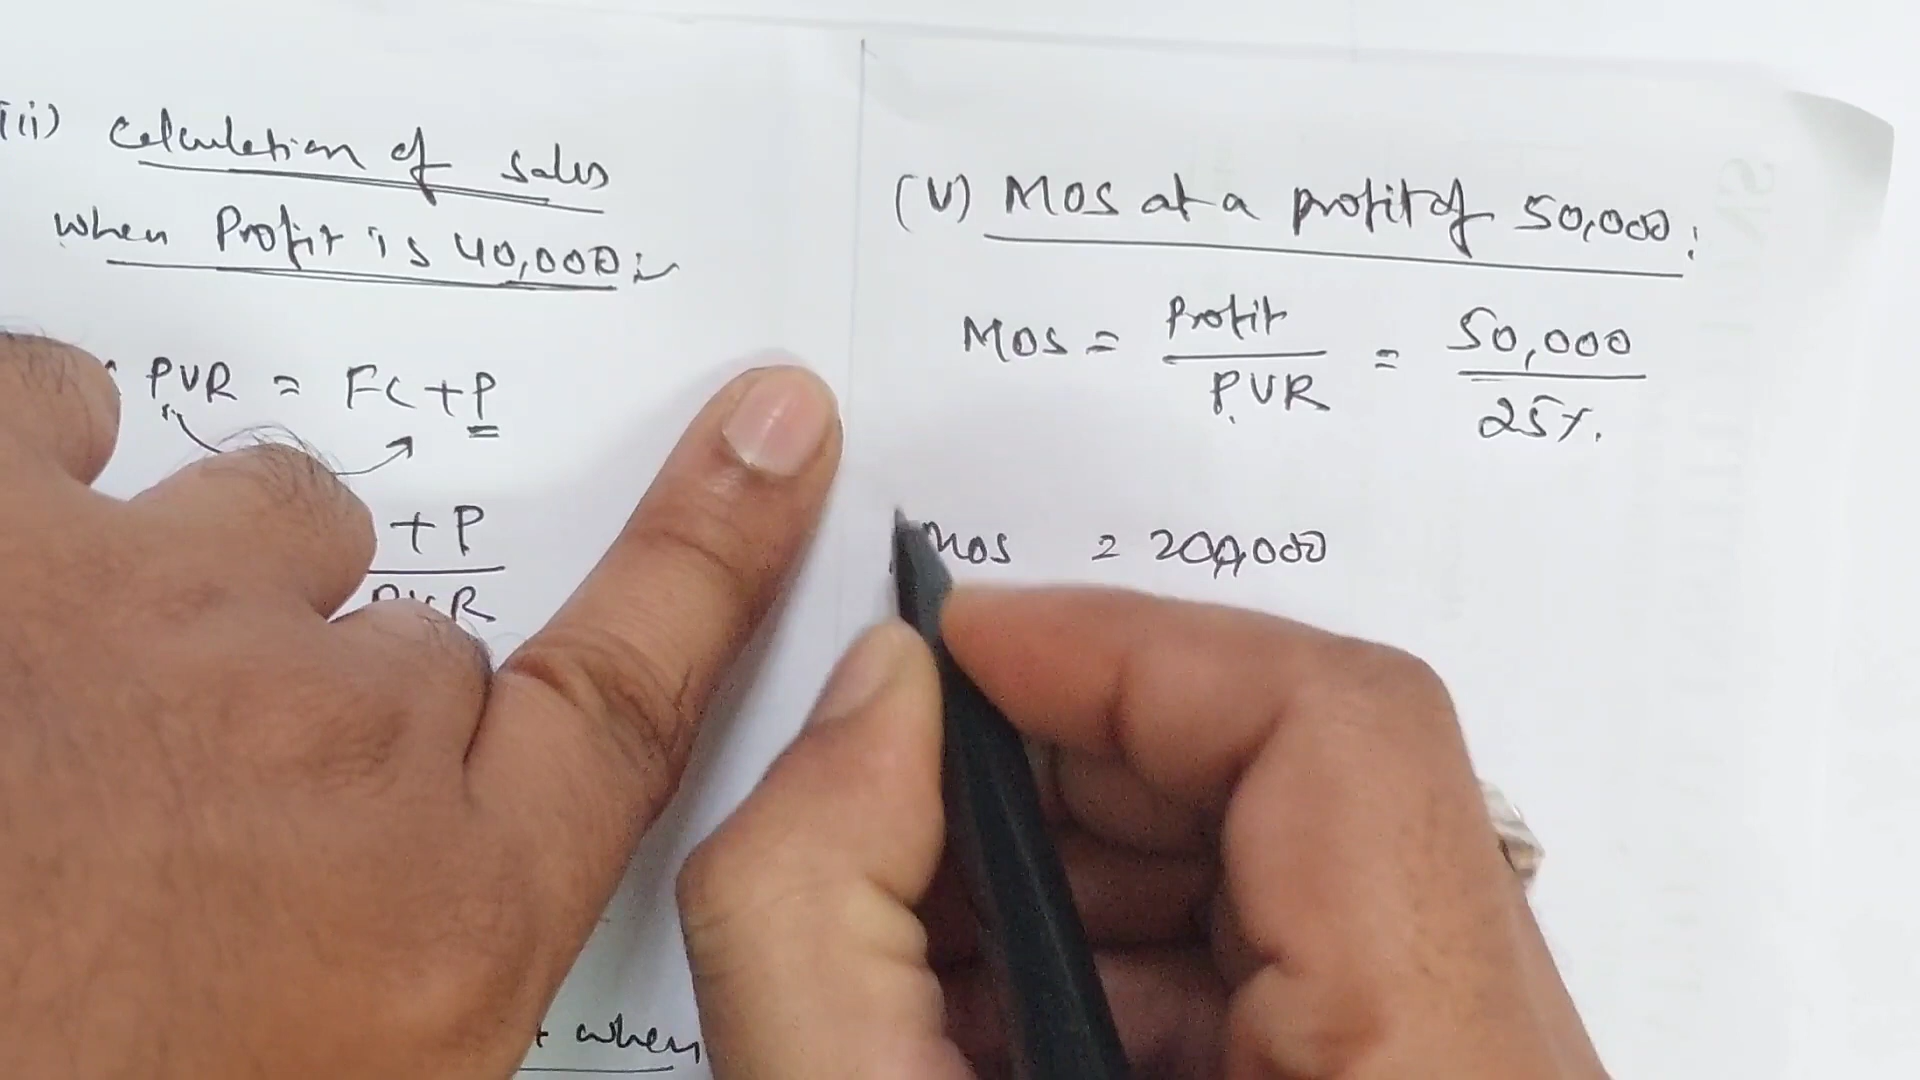 (ii) Calculation of sales
when Profit is 40,000:
PVR = FC + P
+ P
PVR
when
(V) MOS at a profit of 50,000:
MOS = Profit / PVR = 50,000 / 25%.
MOS = 200,000